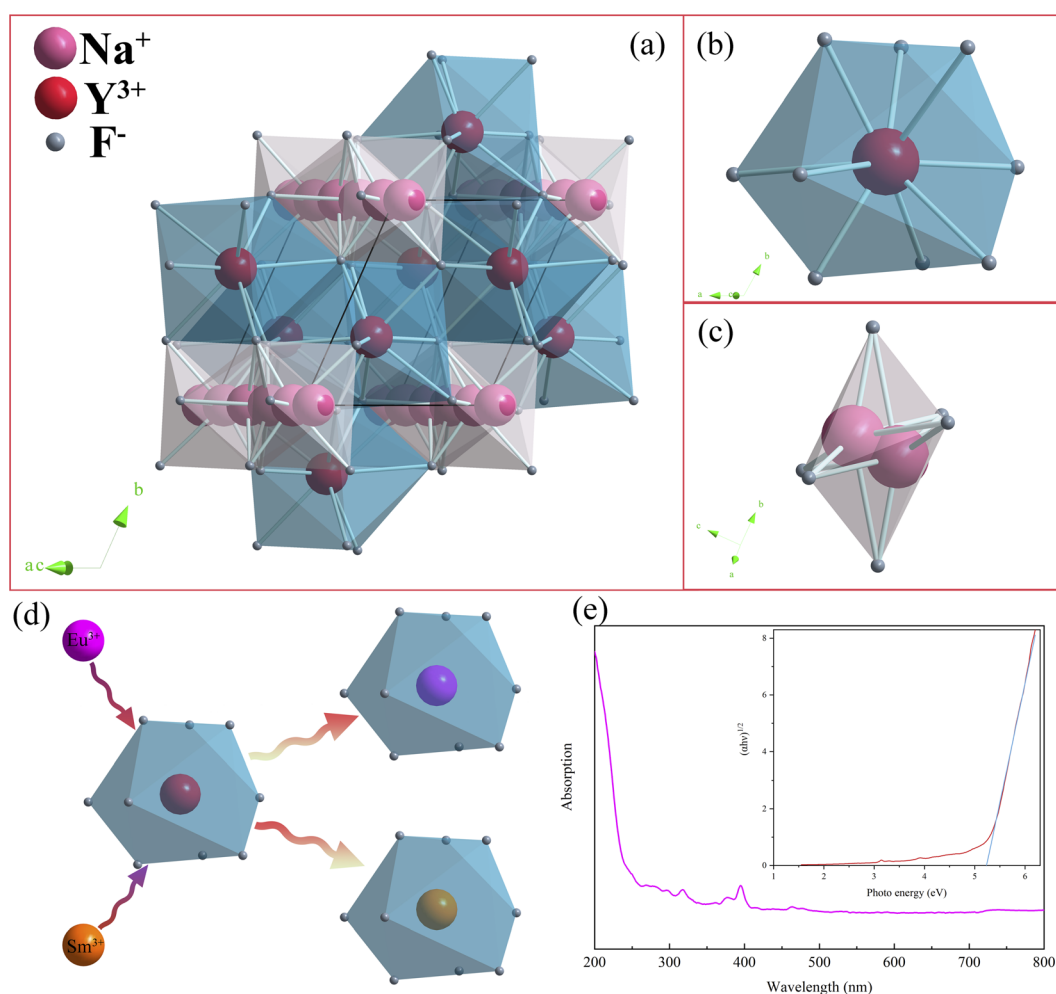 Na⁺
Y³⁺
F⁻
(a)
b
a c
(b)
b
a c
(c)
c b
a
(d)
Eu³⁺
Sm³⁺
(e)
Absorption
(αhν)¹/²
8
6
4
2
0
1 2 3 4 5 6
Photo energy (eV)
200 300 400 500 600 700 800
Wavelength (nm)